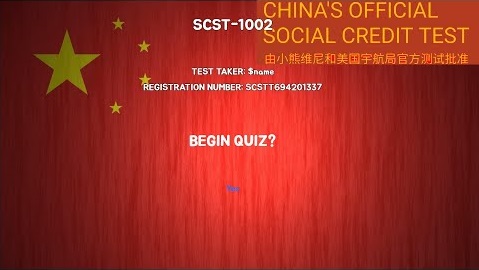 SCST-1002
CHINA'S OFFICIAL
SOCIAL CREDIT TEST
由小熊维尼和美国宇航局官方测试批准
TEST TAKER: $name
REGISTRATION NUMBER: SCSTT694201337
BEGIN QUIZ?